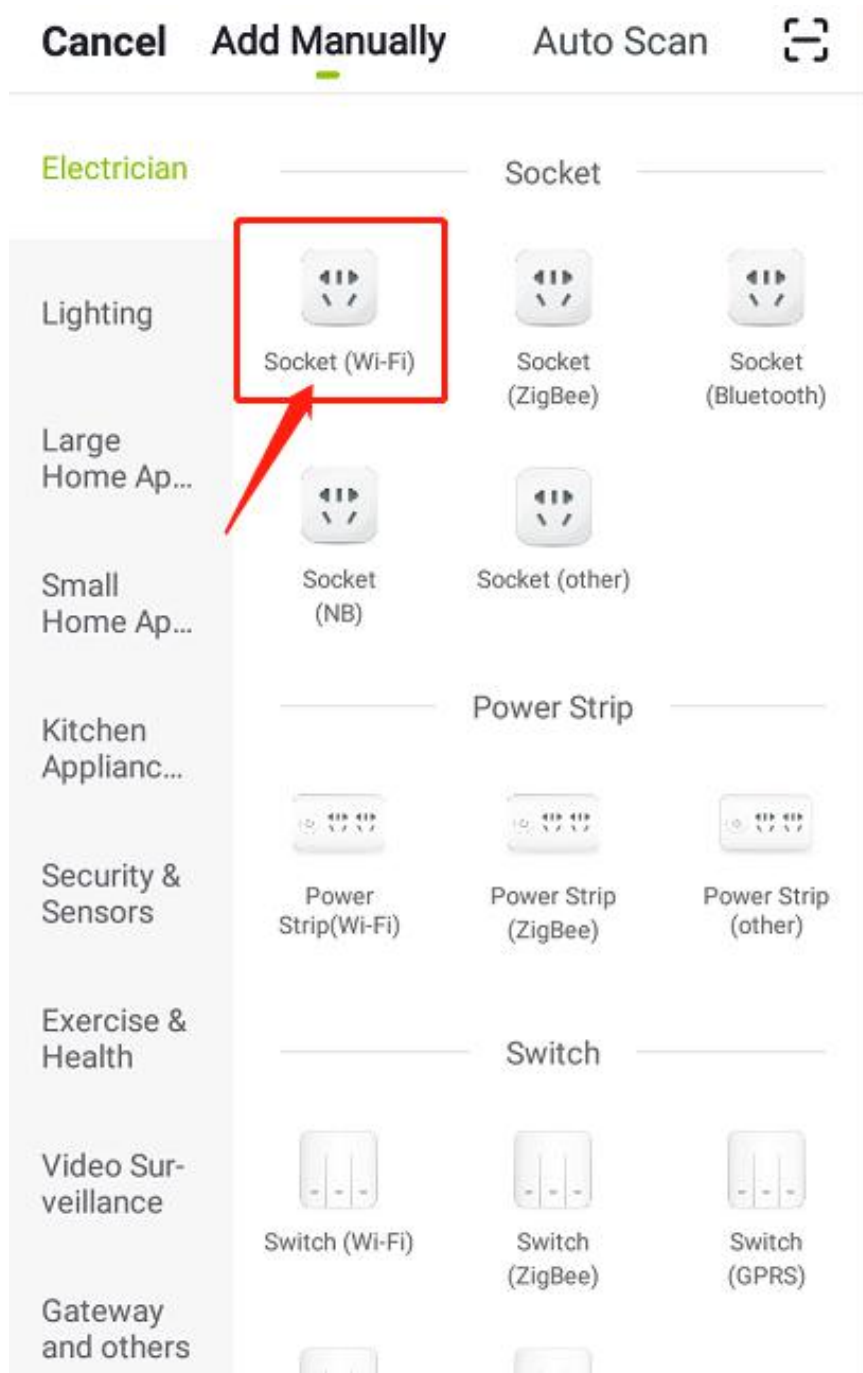 Cancel Add Manually Auto Scan
Electrician
Lighting
Large
Home Ap...
Small
Home Ap...
Kitchen
Applianc...
Security &
Sensors
Exercise &
Health
Video Sur-
veillance
Gateway
and others
Socket
Socket (Wi-Fi)
Socket
(ZigBee)
Socket
(Bluetooth)
Socket
(NB)
Socket (other)
Power Strip
Power
Strip(Wi-Fi)
Power Strip
(ZigBee)
Power Strip
(other)
Switch
Switch (Wi-Fi)
Switch
(ZigBee)
Switch
(GPRS)